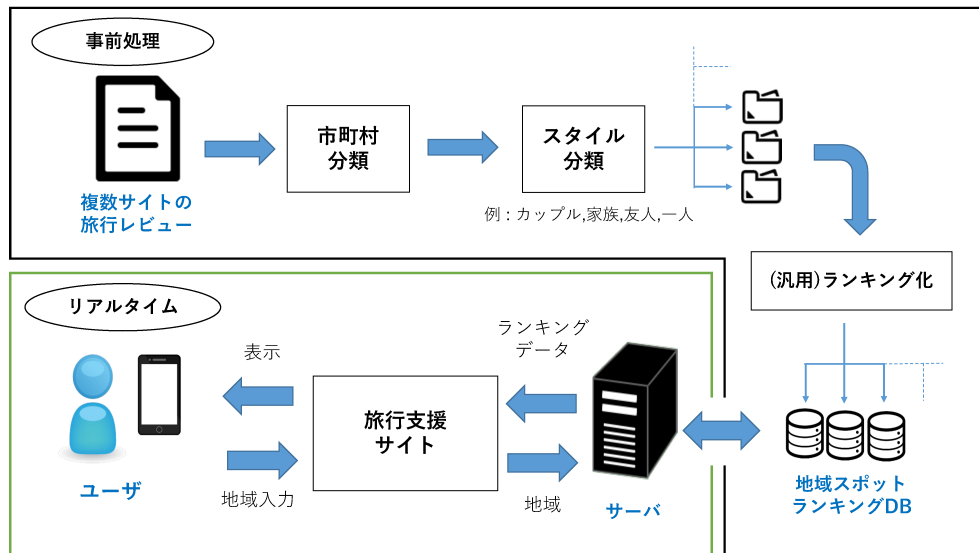 事前処理
複数サイトの
旅行レビュー
市町村
分類
スタイル
分類
例：カップル,家族,友人,一人
(汎用)ランキング化
地域スポット
ランキングDB
リアルタイム
ユーザ
表示
地域入力
旅行支援
サイト
ランキング
データ
地域
サーバ